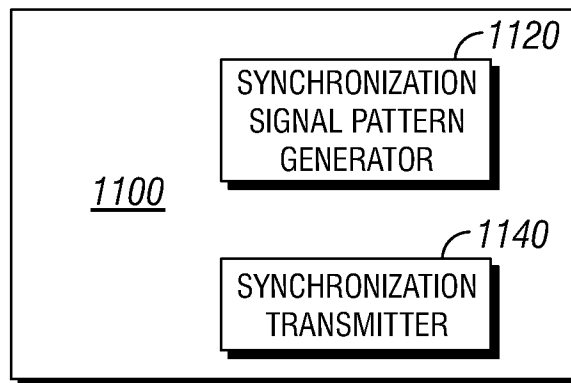 1120
SYNCHRONIZATION
SIGNAL PATTERN
GENERATOR
1100
1140
SYNCHRONIZATION
TRANSMITTER